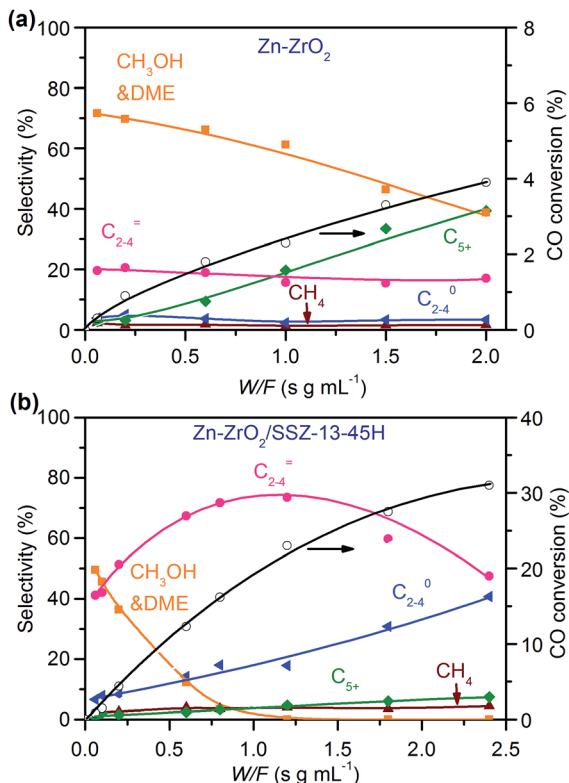 (a)
Zn-ZrO₂
CH₃OH
&DME
C₂₋₄⁼
C₅₊
CH₄
C₂₋₄⁰
Selectivity (%)
100
80
60
40
20
0
CO conversion (%)
8
6
4
2
0
0.0 0.5 1.0 1.5 2.0
W/F (s g mL⁻¹)
(b)
Zn-ZrO₂/SSZ-13-45H
C₂₋₄⁼
CH₃OH
&DME
C₂₋₄⁰
C₅₊
CH₄
Selectivity (%)
100
80
60
40
20
0
CO conversion (%)
40
30
20
10
0
0.0 0.5 1.0 1.5 2.0 2.5
W/F (s g mL⁻¹)